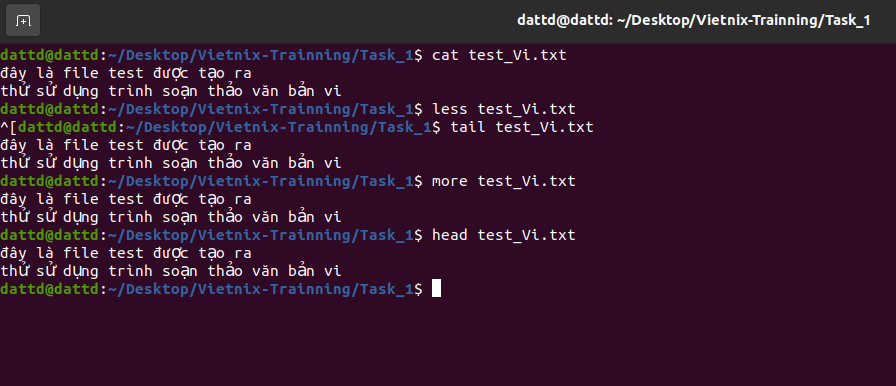 dattd@dattd: ~/Desktop/Vietnix-Trainning/Task_1
dattd@dattd:~/Desktop/Vietnix-Trainning/Task_1$ cat test_Vi.txt
đây là file test được tạo ra
thử sử dụng trình soạn thảo văn bản vi
dattd@dattd:~/Desktop/Vietnix-Trainning/Task_1$ less test_Vi.txt
^[dattd@dattd:~/Desktop/Vietnix-Trainning/Task_1$ tail test_Vi.txt
đây là file test được tạo ra
thử sử dụng trình soạn thảo văn bản vi
dattd@dattd:~/Desktop/Vietnix-Trainning/Task_1$ more test_Vi.txt
đây là file test được tạo ra
thử sử dụng trình soạn thảo văn bản vi
dattd@dattd:~/Desktop/Vietnix-Trainning/Task_1$ head test_Vi.txt
đây là file test được tạo ra
thử sử dụng trình soạn thảo văn bản vi
dattd@dattd:~/Desktop/Vietnix-Trainning/Task_1$